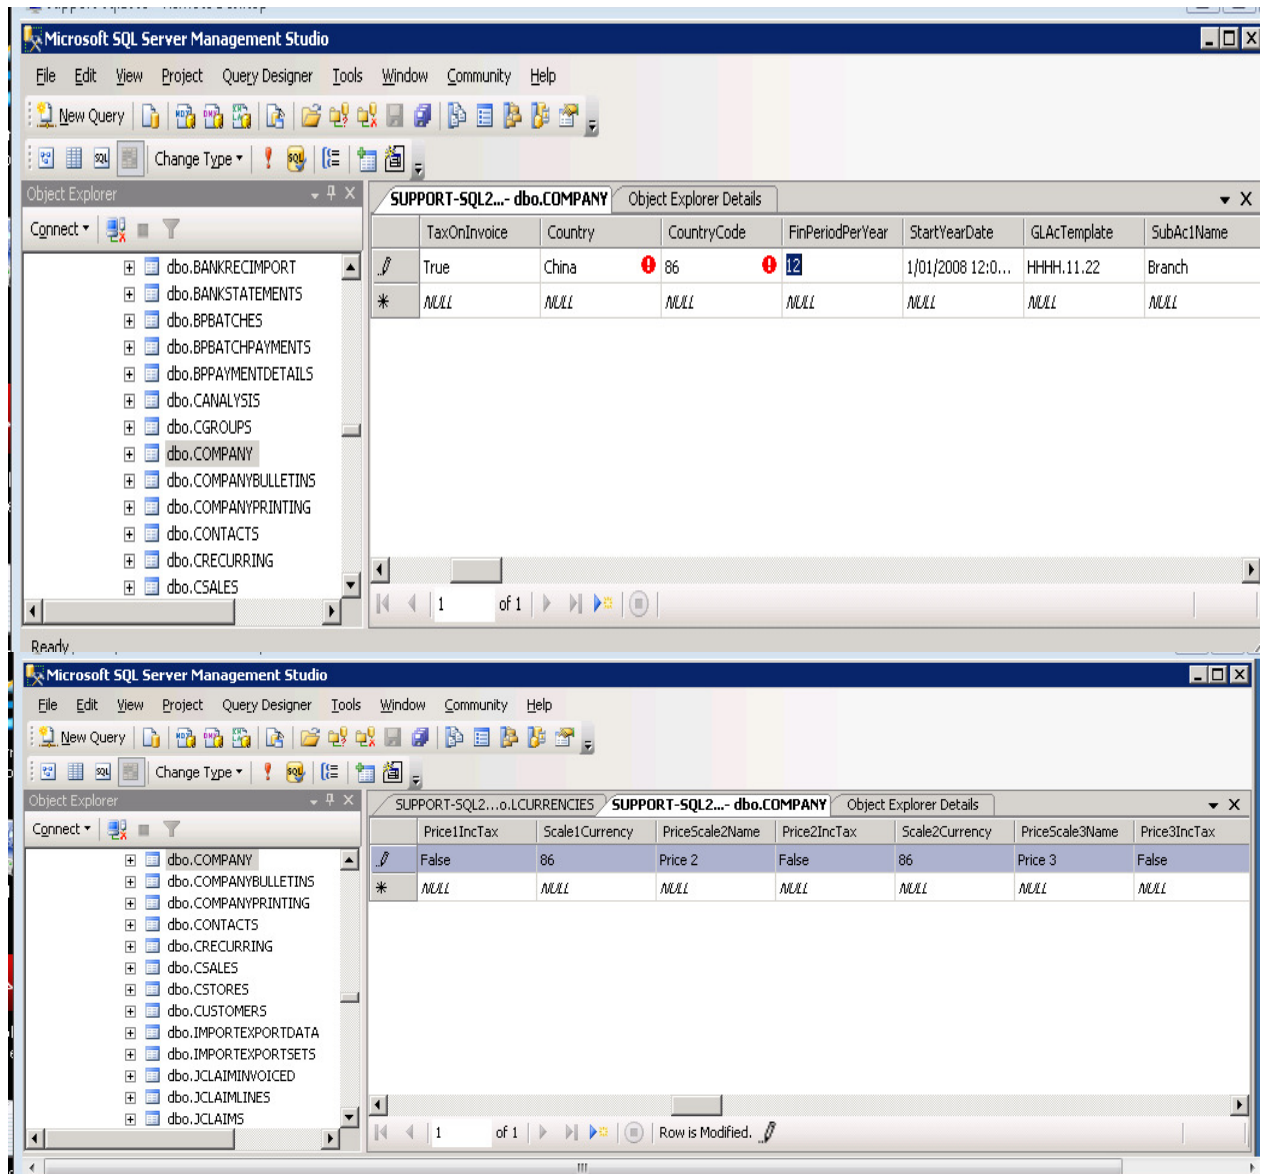 Microsoft SQL Server Management Studio
File Edit View Project Query Designer Tools Window Community Help
New Query
Change Type
Object Explorer
SUPPORT-SQL2...- dbo.COMPANY Object Explorer Details
Connect
TaxOnInvoice Country CountryCode FinPeriodPerYear StartYearDate GLAcTemplate SubAc1Name
True China 86 12 1/01/2008 12:0... HHHH.11.22 Branch
NULL NULL NULL NULL NULL NULL NULL
dbo.BANKRECIMPORT
dbo.BANKSTATEMENTS
dbo.BPBATCHES
dbo.BPBATCHPAYMENTS
dbo.BPPAYMENTDETAILS
dbo.CANALYSIS
dbo.CGROUPS
dbo.COMPANY
dbo.COMPANYBULLETINS
dbo.COMPANYPRINTING
dbo.CONTACTS
dbo.CRECURRING
dbo.CSALES
1 of 1
Ready
Microsoft SQL Server Management Studio
File Edit View Project Query Designer Tools Window Community Help
New Query
Change Type
Object Explorer
SUPPORT-SQL2...o.LCURRENCIES SUPPORT-SQL2...- dbo.COMPANY Object Explorer Details
Connect
Price1IncTax Scale1Currency PriceScale2Name Price2IncTax Scale2Currency PriceScale3Name Price3IncTax
False 86 Price 2 False 86 Price 3 False
NULL NULL NULL NULL NULL NULL NULL
dbo.COMPANY
dbo.COMPANYBULLETINS
dbo.COMPANYPRINTING
dbo.CONTACTS
dbo.CRECURRING
dbo.CSALES
dbo.CSTORES
dbo.CUSTOMERS
dbo.IMPORTEXPORTDATA
dbo.IMPORTEXPORTSETS
dbo.JCLAIMINVOICED
dbo.JCLAIMLINES
dbo.JCLAIMS
1 of 1 Row is Modified.